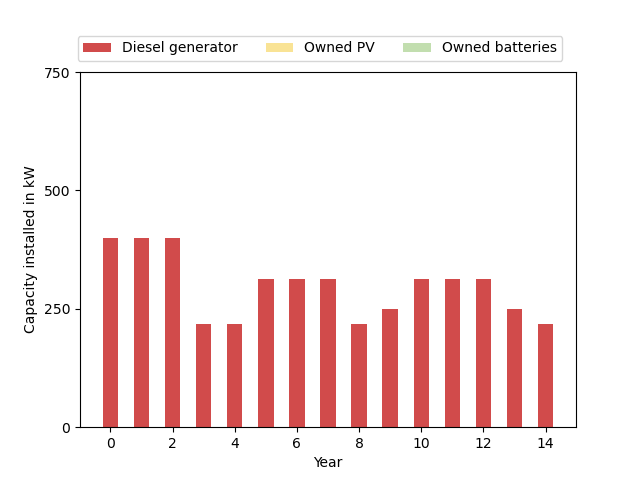 Diesel generator Owned PV Owned batteries
Capacity installed in kW
750
500
250
0
0 2 4 6 8 10 12 14
Year